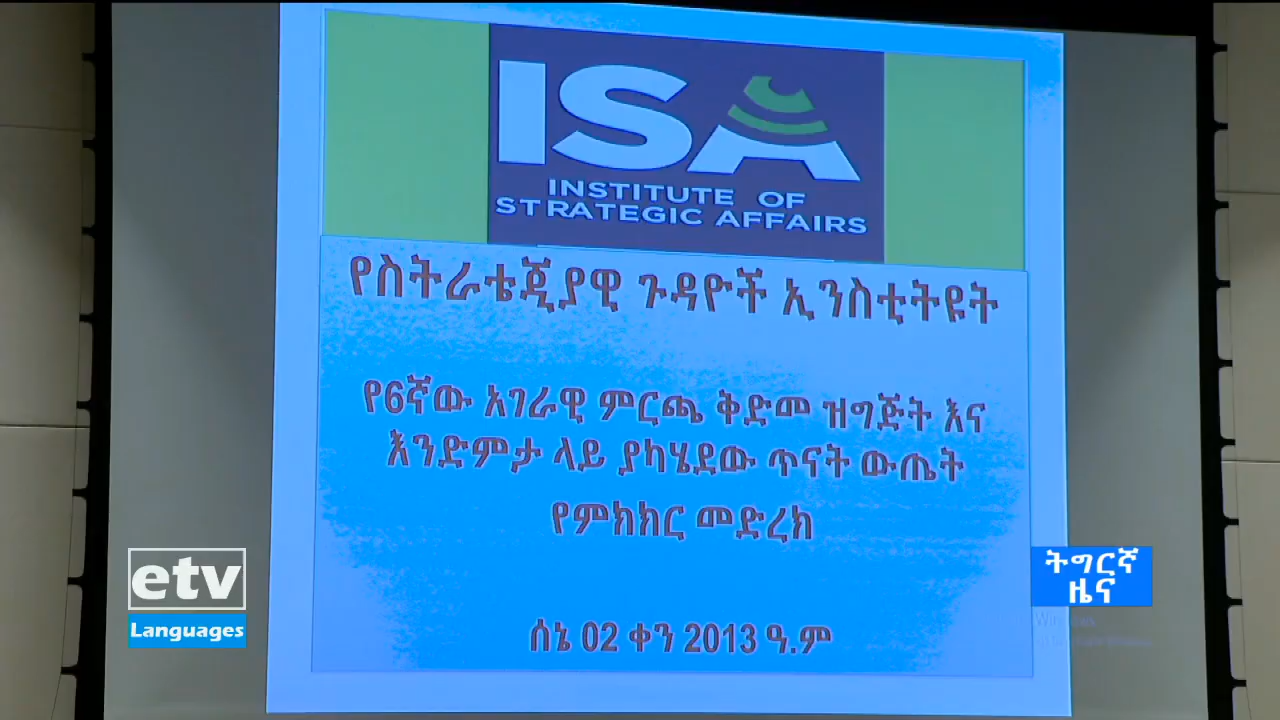 ISA
INSTITUTE OF
STRATEGIC AFFAIRS
የስትራቴጂያዊ ጉዳዮች ኢንስቲትዩት
የ6ኛው አገራዊ ምርጫ ቅድመ ዝግጅት እና
እንድምታ ላይ ያካሄደው ጥናት ውጤት
የምክክር መድረክ
ሰኔ 02 ቀን 2013 ዓ.ም
etv
Languages
ትግርኛ
ዜና